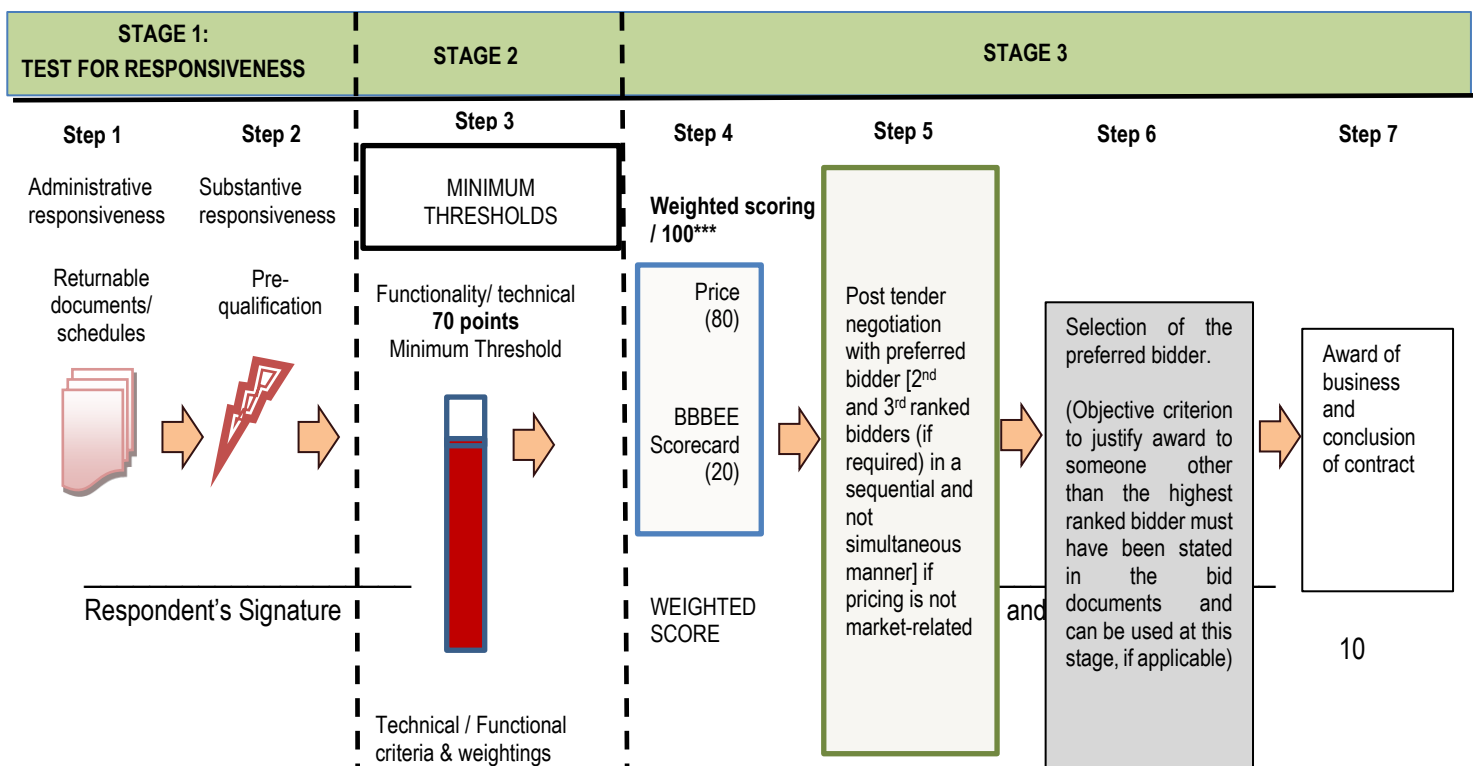 STAGE 1:
TEST FOR RESPONSIVENESS
STAGE 2
STAGE 3
Step 1
Step 2
Step 3
Step 4
Step 5
Step 6
Step 7
Administrative
responsiveness
Returnable
documents/
schedules
Substantive
responsiveness
Pre-
qualification
MINIMUM
THRESHOLDS
Functionality/ technical
70 points
Minimum Threshold
Technical / Functional
criteria & weightings
Weighted scoring
/ 100***
Price
(80)
BBBEE
Scorecard
(20)
WEIGHTED
SCORE
Post tender
negotiation
with preferred
bidder [2nd
and 3rd ranked
bidders (if
required) in a
sequential and
not
simultaneous
manner] if
pricing is not
market-related
Selection of the
preferred bidder.
(Objective criterion
to justify award to
someone other
than the highest
ranked bidder must
have been stated
in the bid
documents and
can be used at this
stage, if applicable)
Award of
business
and
conclusion
of contract
Respondent's Signature
and
10